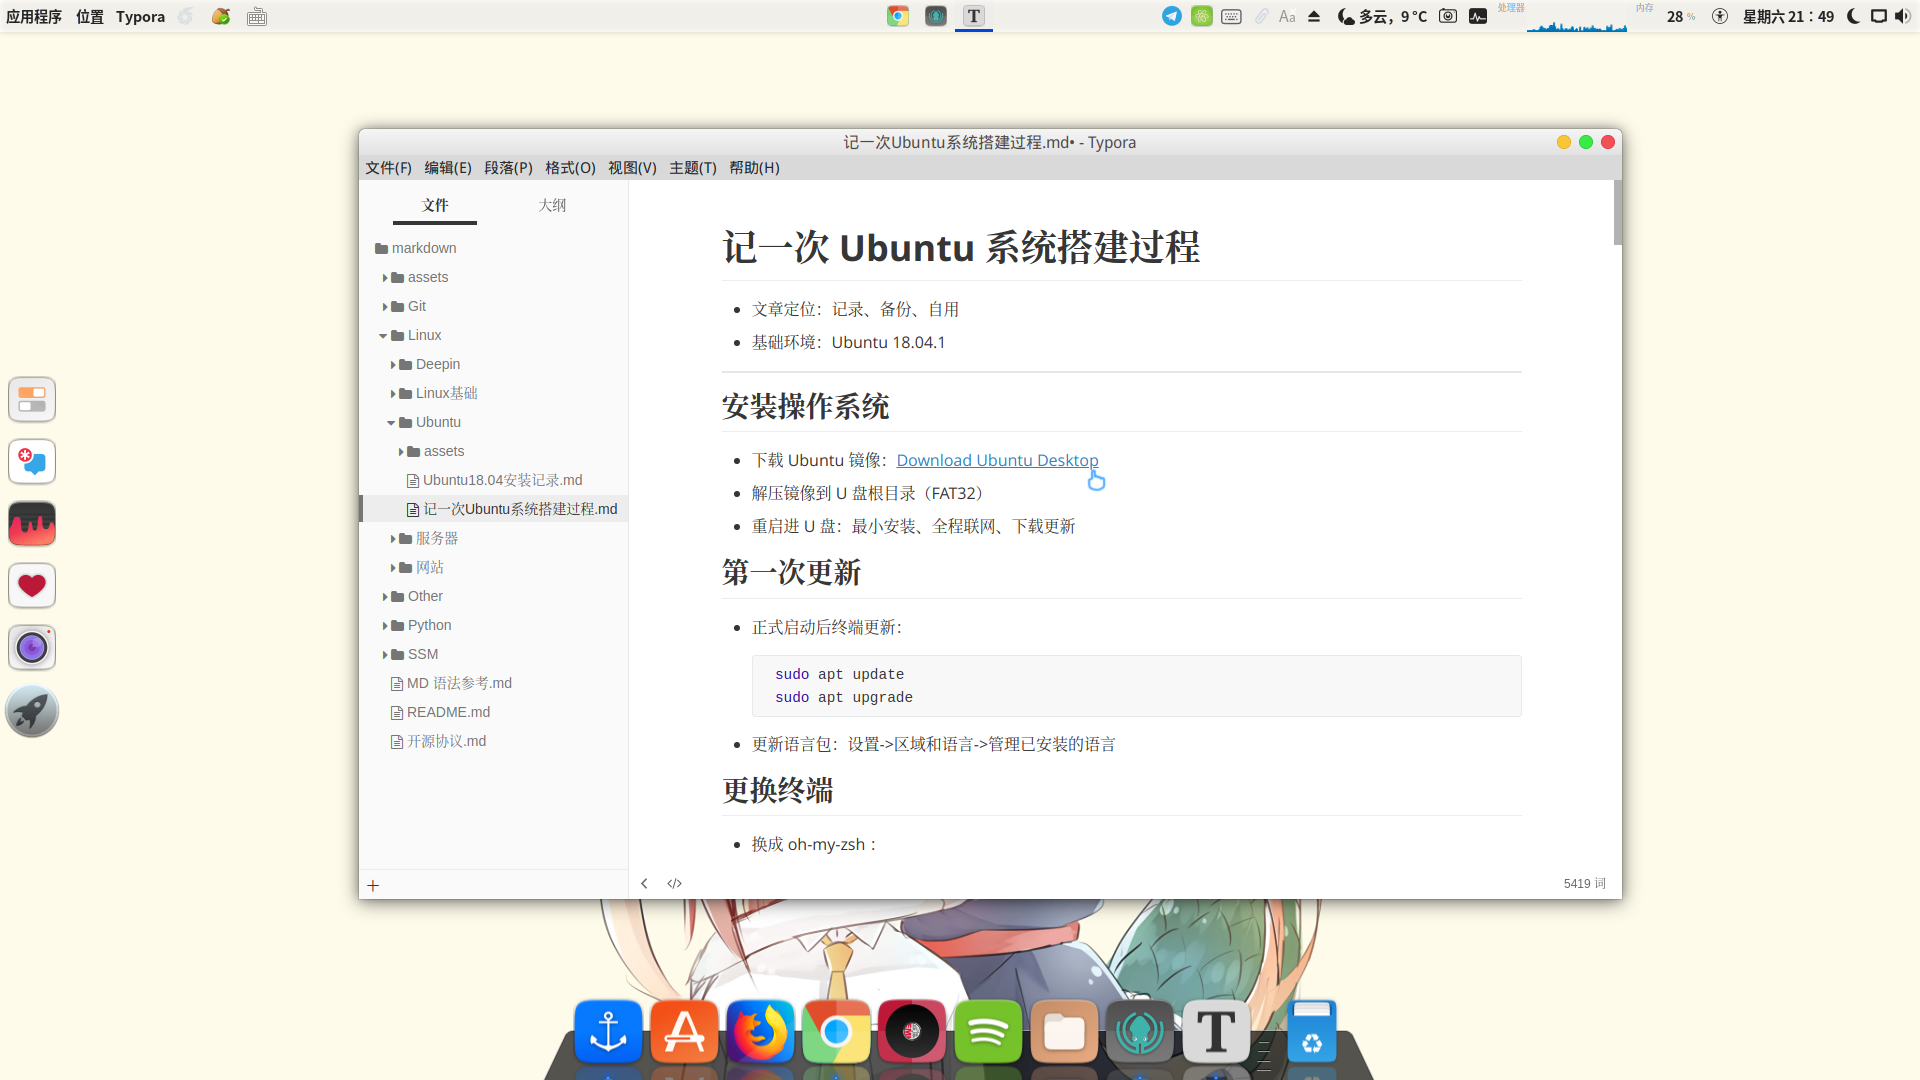 应用程序 位置 Typora
Aa 多云，9 °C 处理器 内存 28 % 星期六 21：49
记一次Ubuntu系统搭建过程.md• - Typora
文件(F) 编辑(E) 段落(P) 格式(O) 视图(V) 主题(T) 帮助(H)
文件 大纲
markdown
assets
Git
Linux
Deepin
Linux基础
Ubuntu
assets
Ubuntu18.04安装记录.md
记一次Ubuntu系统搭建过程.md
服务器
网站
Other
Python
SSM
MD 语法参考.md
README.md
开源协议.md
记一次 Ubuntu 系统搭建过程
文章定位：记录、备份、自用
基础环境：Ubuntu 18.04.1
安装操作系统
下载 Ubuntu 镜像：Download Ubuntu Desktop
解压镜像到 U 盘根目录（FAT32）
重启进 U 盘：最小安装、全程联网、下载更新
第一次更新
正式启动后终端更新：
sudo apt update
sudo apt upgrade
更新语言包：设置->区域和语言->管理已安装的语言
更换终端
换成 oh-my-zsh：
5419 词